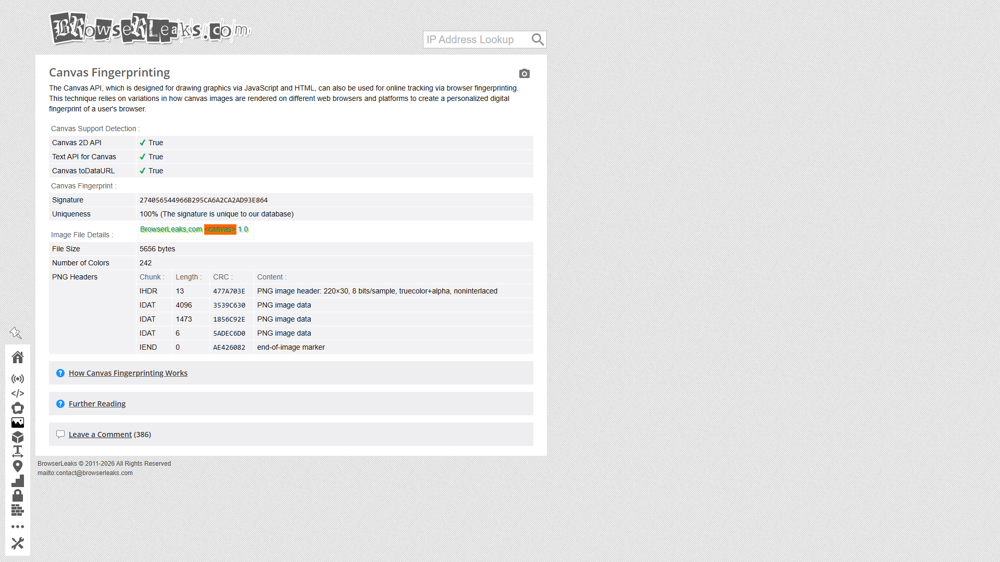 BRowseRLeaks.com
IP Address Lookup
Canvas Fingerprinting
The Canvas API, which is designed for drawing graphics via JavaScript and HTML, can also be used for online tracking via browser fingerprinting.
This technique relies on variations in how canvas images are rendered on different web browsers and platforms to create a personalized digital
fingerprint of a user's browser.
Canvas Support Detection :
Canvas 2D API ✔ True
Text API for Canvas ✔ True
Canvas toDataURL ✔ True
Canvas Fingerprint :
Signature 274056544966B295CA6A2CA2AD93E864
Uniqueness 100% (The signature is unique to our database)
BrowserLeaks,com <canvas> 1.0
Image File Details :
File Size 5656 bytes
Number of Colors 242
PNG Headers Chunk : Length : CRC : Content :
IHDR 13 477A703E PNG image header: 220×30, 8 bits/sample, truecolor+alpha, noninterlaced
IDAT 4096 3539C630 PNG image data
IDAT 1473 1856C92E PNG image data
IDAT 6 5ADEC6D0 PNG image data
IEND 0 AE426082 end-of-image marker
How Canvas Fingerprinting Works
Further Reading
Leave a Comment (386)
BrowserLeaks © 2011-2026 All Rights Reserved
mailto:contact@browserleaks.com